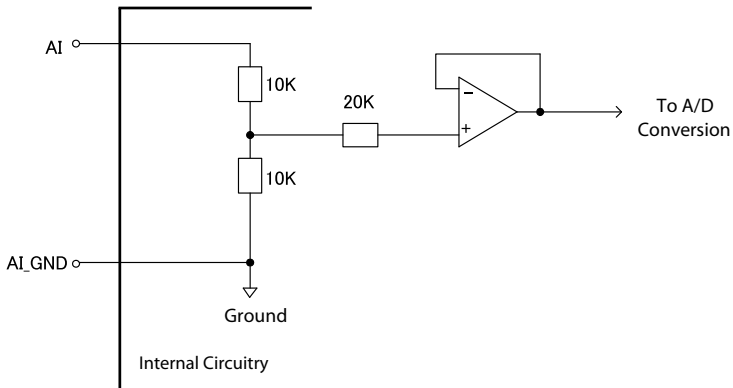 AI
10K
20K
−
+
To A/D
Conversion
10K
AI_GND
Ground
Internal Circuitry